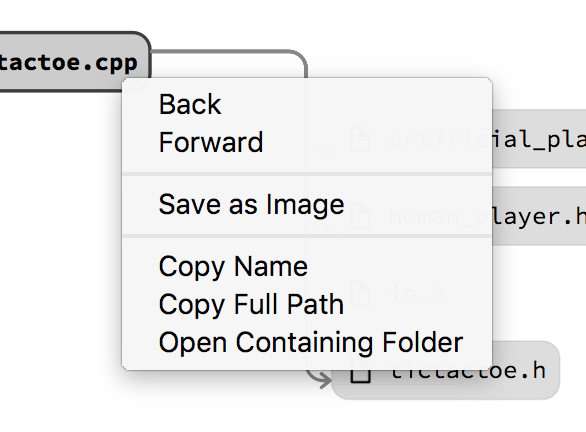 tactoe.cpp
Back
Forward
artificial_pla
Save as Image
human_player.h
Copy Name
io.h
Copy Full Path
Open Containing Folder
tictactoe.h